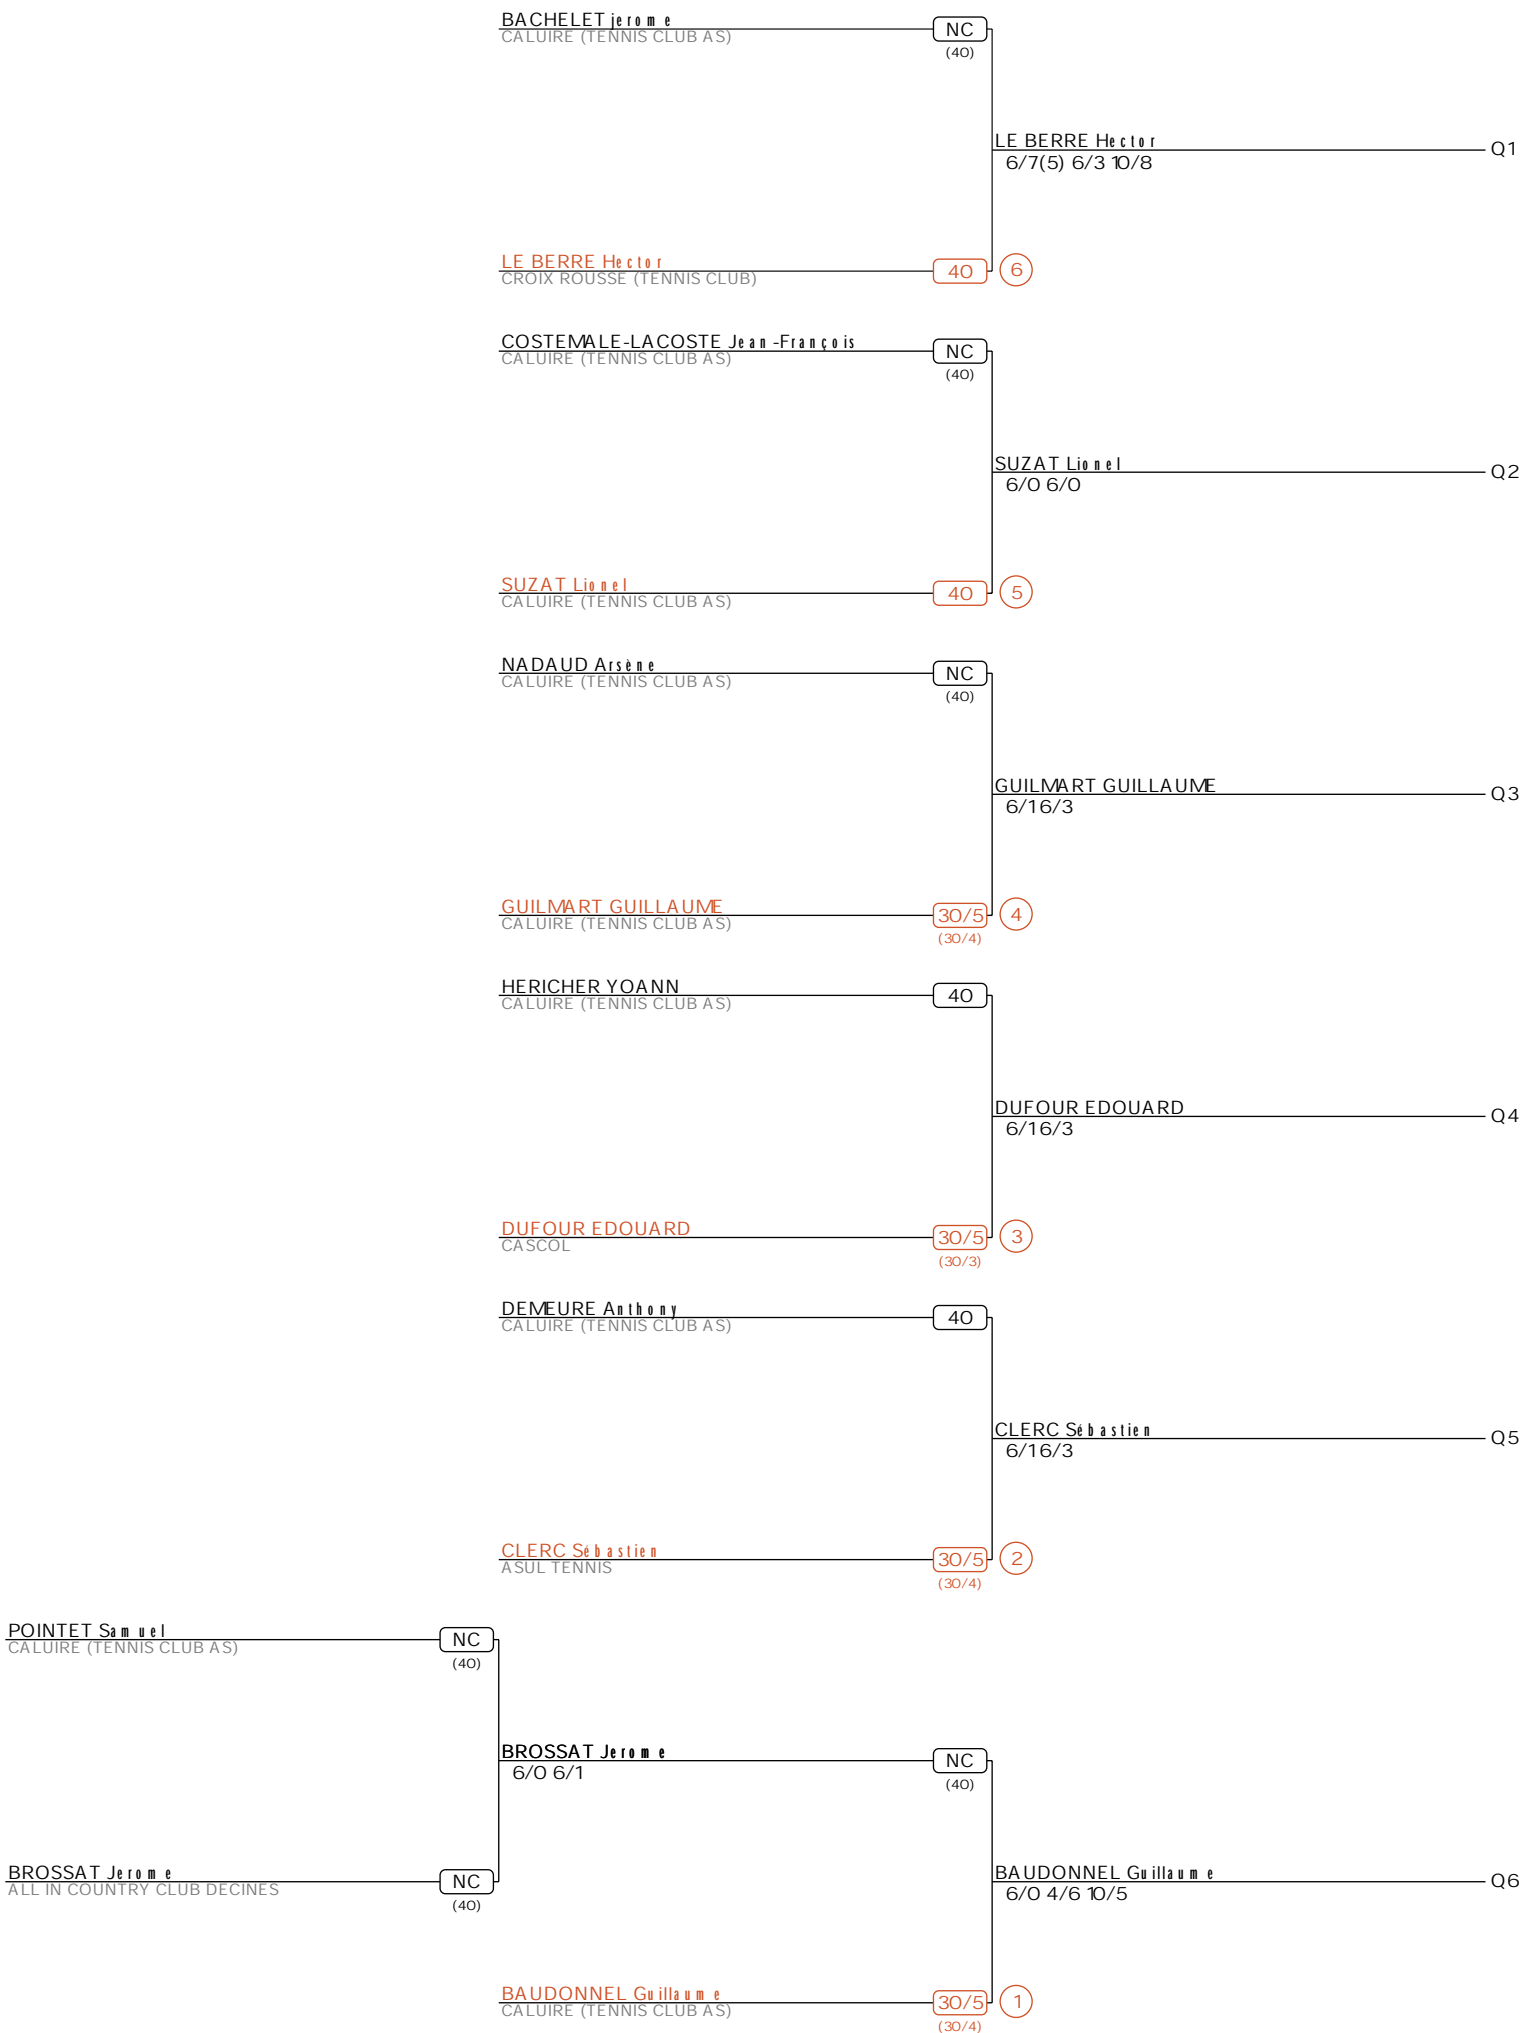 BACHELET jerome
CALUIRE (TENNIS CLUB AS)
NC
(40)
LE BERRE Hector
6/7(5) 6/3 10/8
Q1
LE BERRE Hector
CROIX ROUSSE (TENNIS CLUB)
40
6
COSTEMALE-LACOSTE Jean-François
CALUIRE (TENNIS CLUB AS)
NC
(40)
SUZAT Lionel
6/0 6/0
Q2
SUZAT Lionel
CALUIRE (TENNIS CLUB AS)
40
5
NADAUD Arsène
CALUIRE (TENNIS CLUB AS)
NC
(40)
GUILMART GUILLAUME
6/1 6/3
Q3
GUILMART GUILLAUME
CALUIRE (TENNIS CLUB AS)
30/5
(30/4)
4
HERICHER YOANN
CALUIRE (TENNIS CLUB AS)
40
DUFOUR EDOUARD
6/1 6/3
Q4
DUFOUR EDOUARD
CASCOL
30/5
(30/3)
3
DEMEURE Anthony
CALUIRE (TENNIS CLUB AS)
40
CLERC Sébastien
6/1 6/3
Q5
CLERC Sébastien
ASUL TENNIS
30/5
(30/4)
2
POINTET Samuel
CALUIRE (TENNIS CLUB AS)
NC
(40)
BROSSAT Jerome
6/0 6/1
NC
(40)
BROSSAT Jerome
ALL IN COUNTRY CLUB DECINES
NC
(40)
BAUDONNEL Guillaume
6/0 4/6 10/5
Q6
BAUDONNEL Guillaume
CALUIRE (TENNIS CLUB AS)
30/5
(30/4)
1